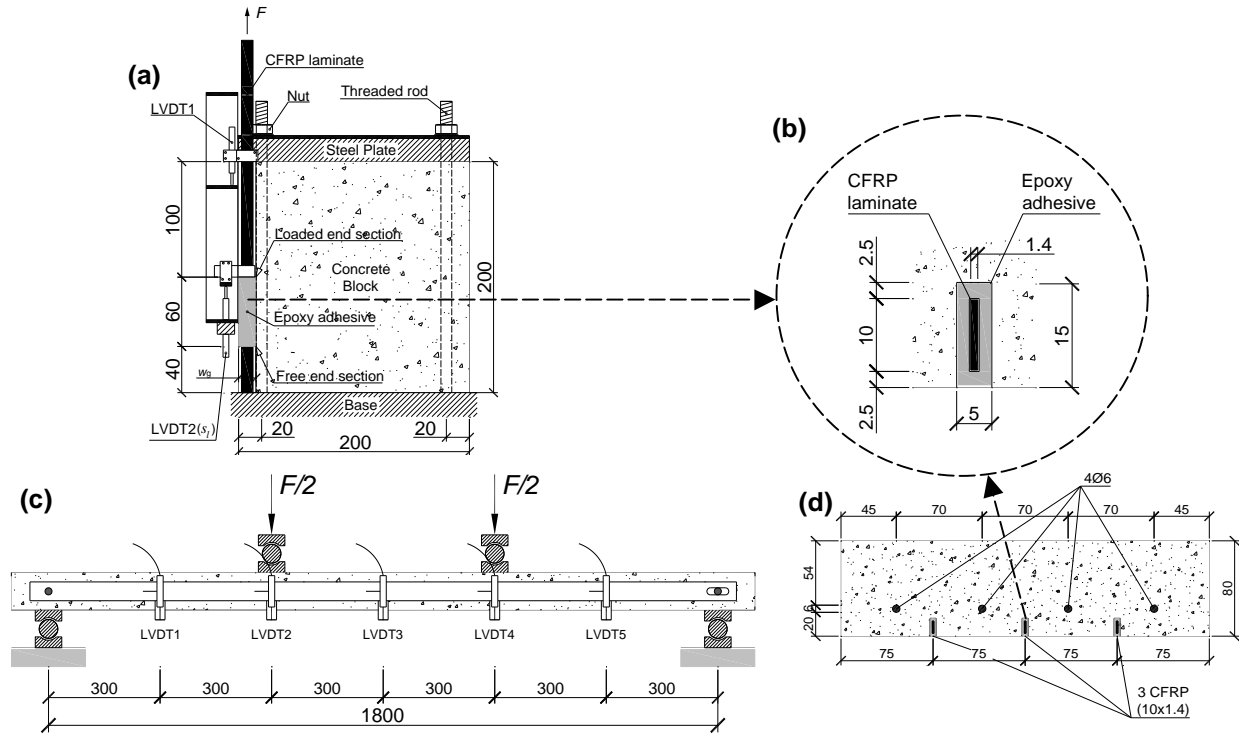 (a)
F
CFRP laminate
Nut
Threaded rod
LVDT1
Steel Plate
100
Loaded end section
Concrete
Block
200
60
Epoxy adhesive
40
wg
Free end section
Base
LVDT2(sl)
20
20
200
(b)
CFRP
laminate
Epoxy
adhesive
2.5
1.4
10
15
2.5
5
(c)
F/2
F/2
LVDT1
LVDT2
LVDT3
LVDT4
LVDT5
300
300
300
300
300
300
1800
(d)
4Ø6
45
70
70
70
45
54
6
20
80
75
75
75
75
3 CFRP
(10x1.4)